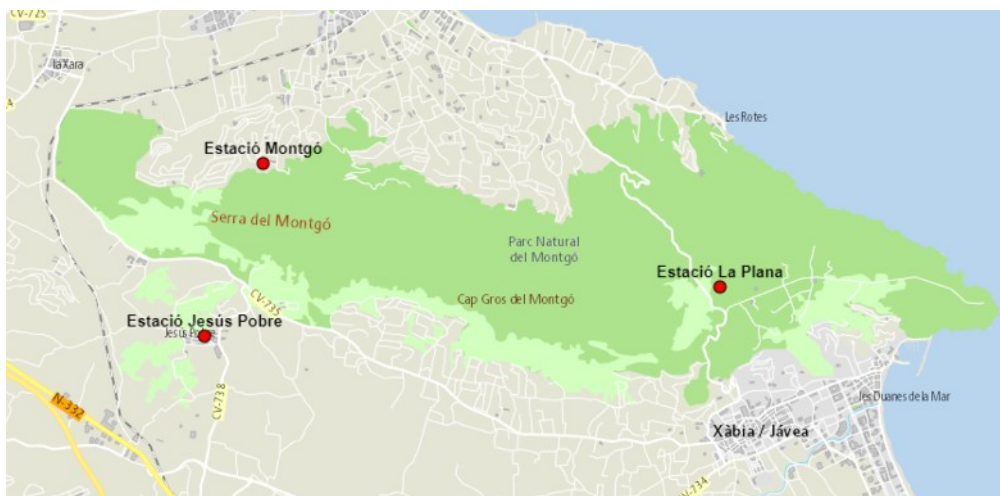 CV-725
la Xara
Les Rotes
Estació Montgó
Serra del Montgó
Parc Natural
del Montgó
Estació La Plana
Cap Gros del Montgó
CV-735
Estació Jesús Pobre
Jesús Pobre
CV-738
N-332
les Duanes de la Mar
Xàbia / Jávea
CV-734